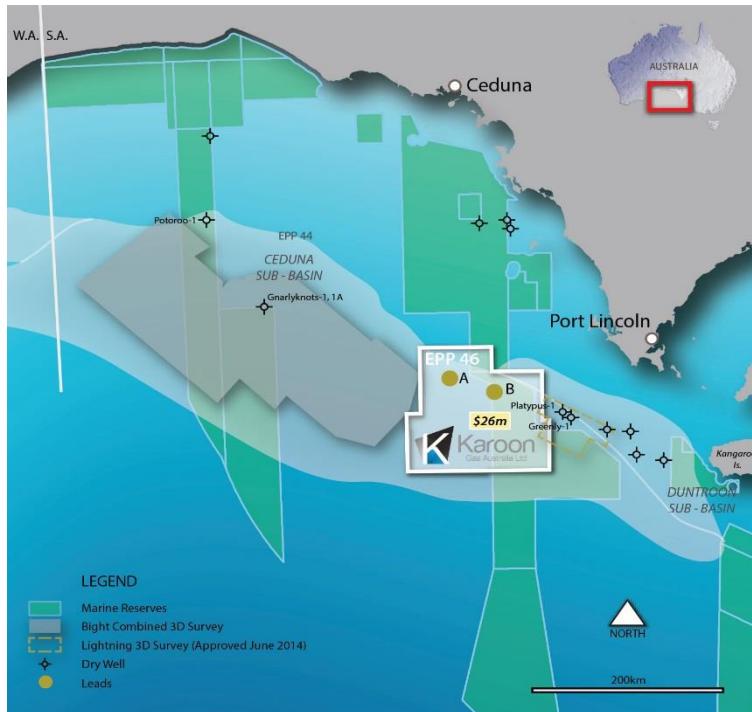 W.A. S.A.
Ceduna
AUSTRALIA
Potoroo-1
EPP 44
CEDUNA
SUB - BASIN
Gnarlyknots-1, 1A
Port Lincoln
EPP 46
A
B
Platypus-1
Greenly-1
$26m
K Karoon
Gas Australia Ltd
Kangaroo
Is.
DUNTROON
SUB - BASIN
LEGEND
Marine Reserves
Bight Combined 3D Survey
Lightning 3D Survey (Approved June 2014)
Dry Well
Leads
NORTH
200km